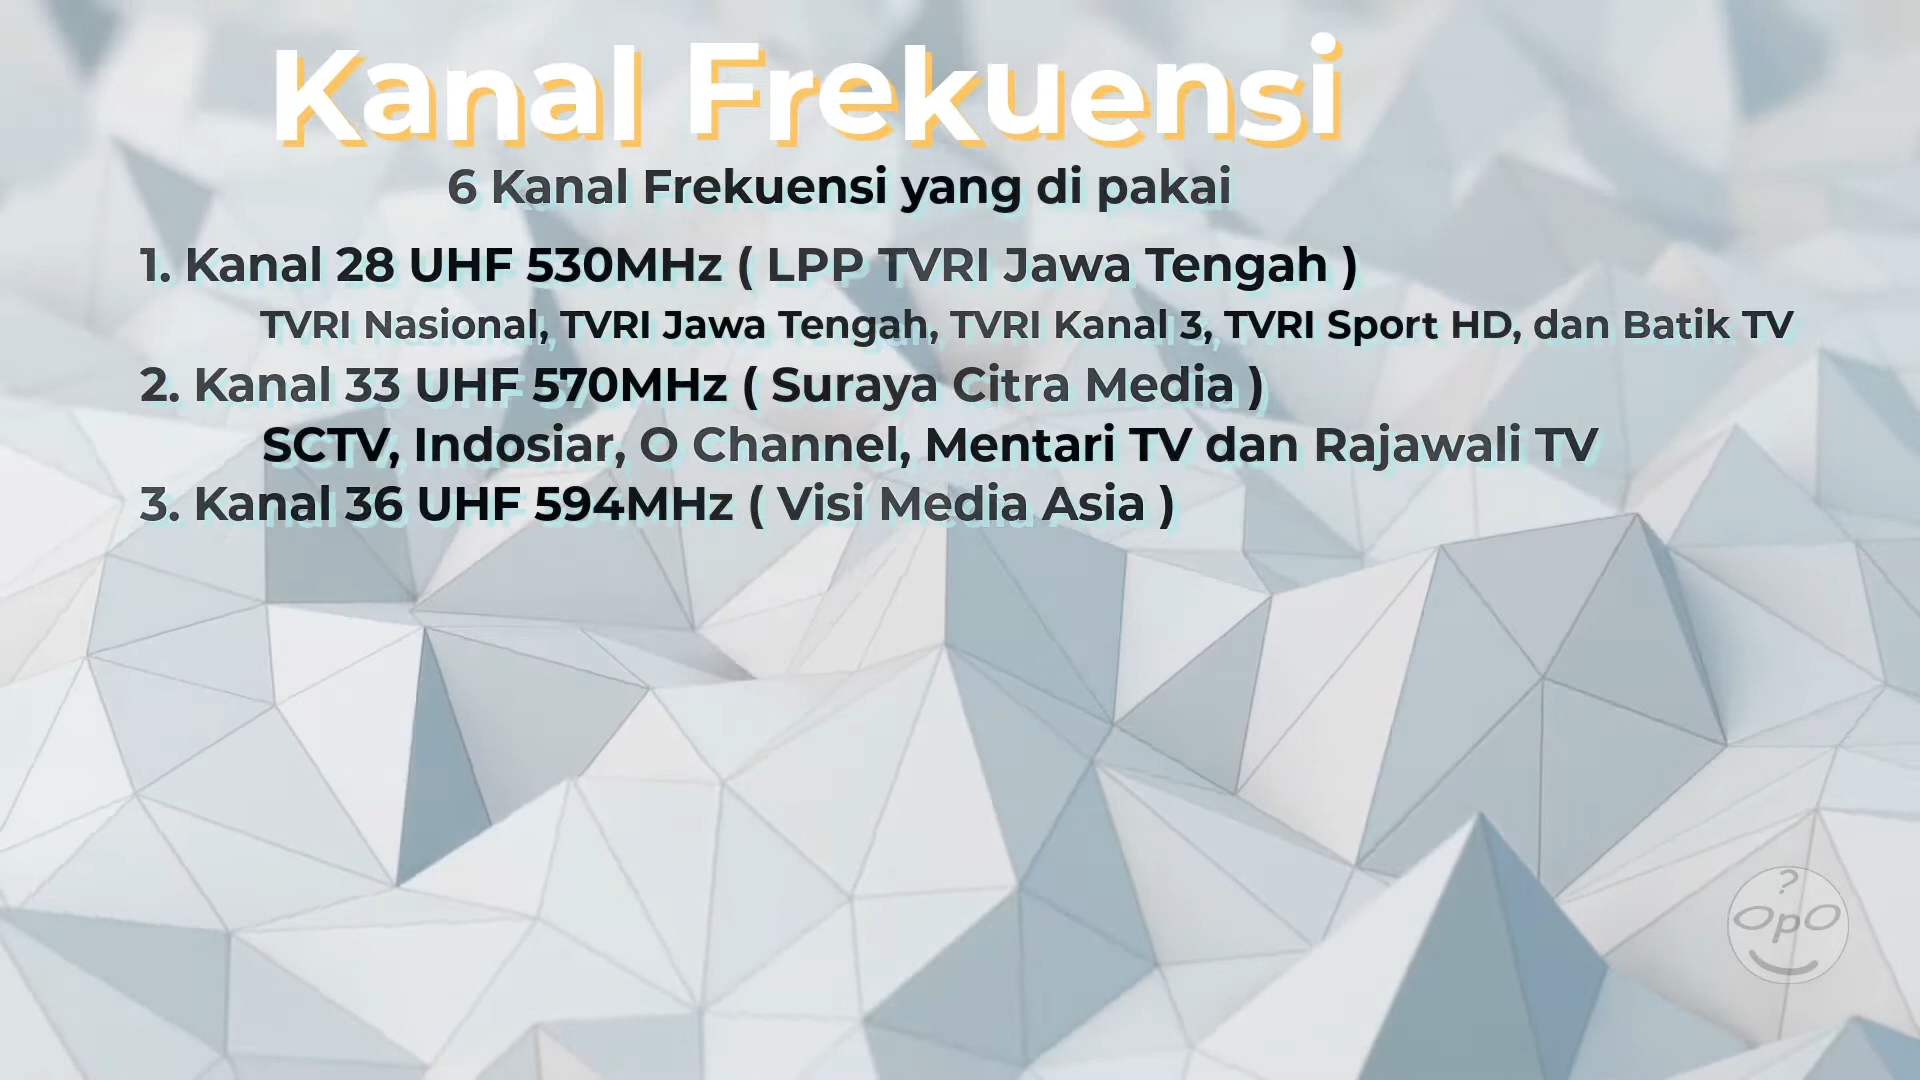 Kanal Frekuensi
6 Kanal Frekuensi yang di pakai
1. Kanal 28 UHF 530MHz ( LPP TVRI Jawa Tengah )
TVRI Nasional, TVRI Jawa Tengah, TVRI Kanal 3, TVRI Sport HD, dan Batik TV
2. Kanal 33 UHF 570MHz ( Suraya Citra Media )
SCTV, Indosiar, O Channel, Mentari TV dan Rajawali TV
3. Kanal 36 UHF 594MHz ( Visi Media Asia )
?
OpO